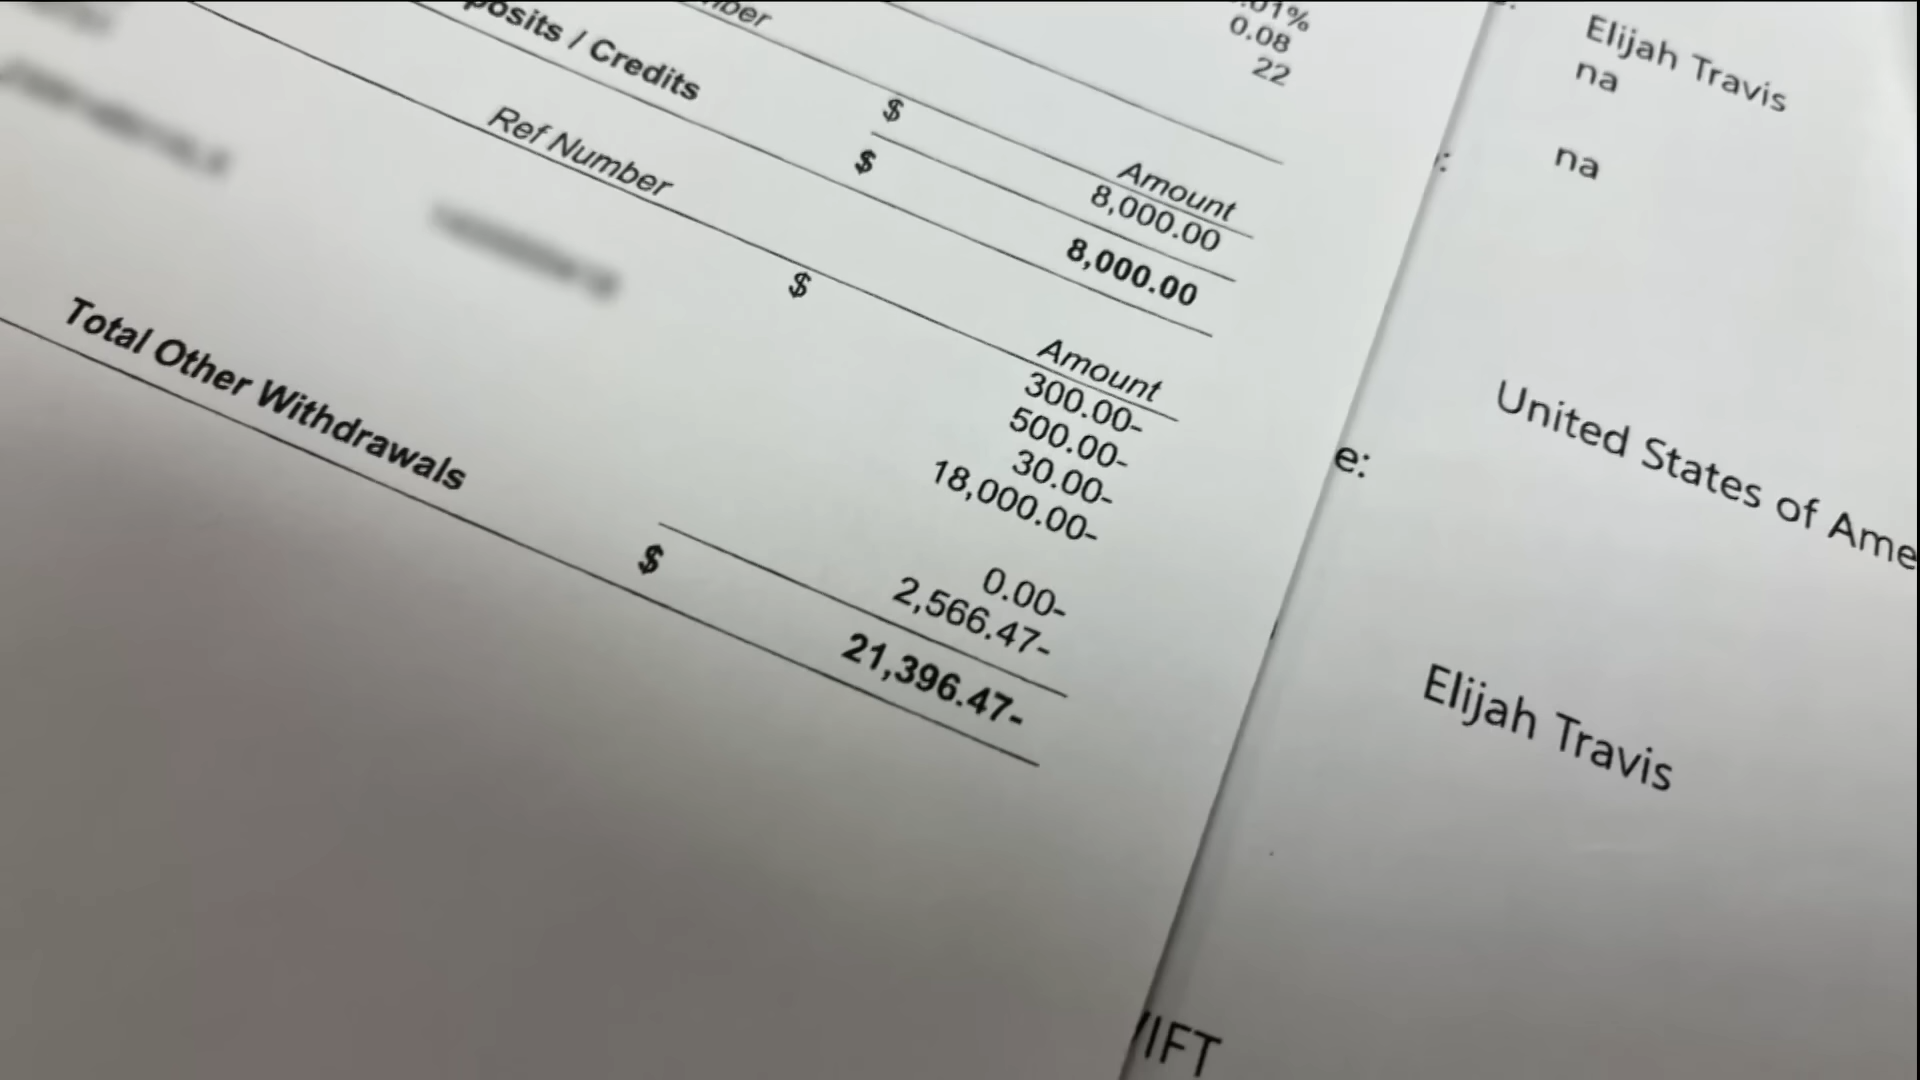 .01%
0.08
22
posits / Credits
$
Amount
8,000.00
$ 8,000.00
Ref Number
$
Amount
300.00-
500.00-
30.00-
18,000.00-
0.00-
2,566.47-
Total Other Withdrawals
$ 21,396.47-
Elijah Travis
na
: na
United States of Ame
e:
Elijah Travis